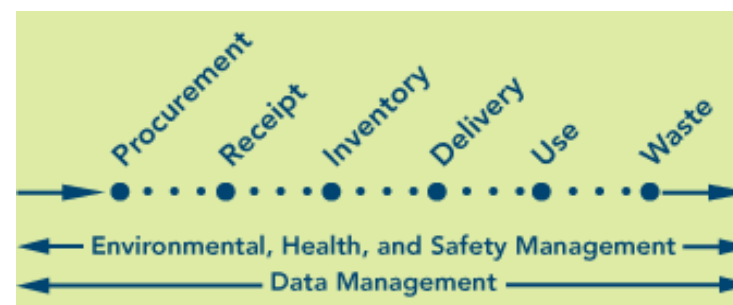 Procurement
Receipt
Inventory
Delivery
Use
Waste
Environmental, Health, and Safety Management
Data Management